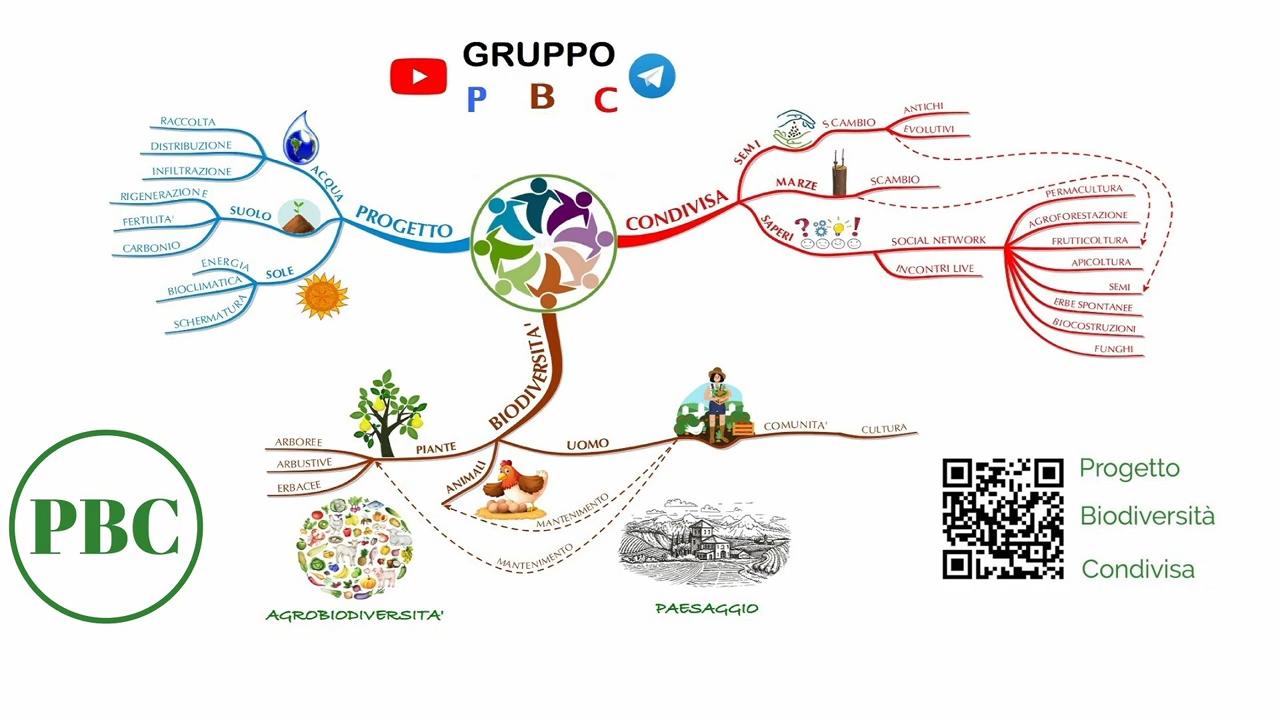 GRUPPO
P B C
PROGETTO
ACQUA
RACCOLTA
DISTRIBUZIONE
INFILTRAZIONE
SUOLO
RIGENERAZIONE
FERTILITA'
CARBONIO
SOLE
ENERGIA
BIOCLIMATICA
SCHERMATURA
CONDIVISA
SEMI
SCAMBIO
ANTICHI
EVOLUTIVI
MARZE
SCAMBIO
SAPERI
SOCIAL NETWORK
INCONTRI LIVE
PERMACULTURA
AGROFORESTAZIONE
FRUTTICOLTURA
APICOLTURA
SEMI
ERBE SPONTANEE
BIOCOSTRUZIONI
FUNGHI
BIODIVERSITA'
PIANTE
ARBOREE
ARBUSTIVE
ERBACEE
ANIMALI
UOMO
COMUNITA'
CULTURA
MANTENIMENTO
MANTENIMENTO
AGROBIODIVERSITA'
PAESAGGIO
PBC
Progetto
Biodiversità
Condivisa